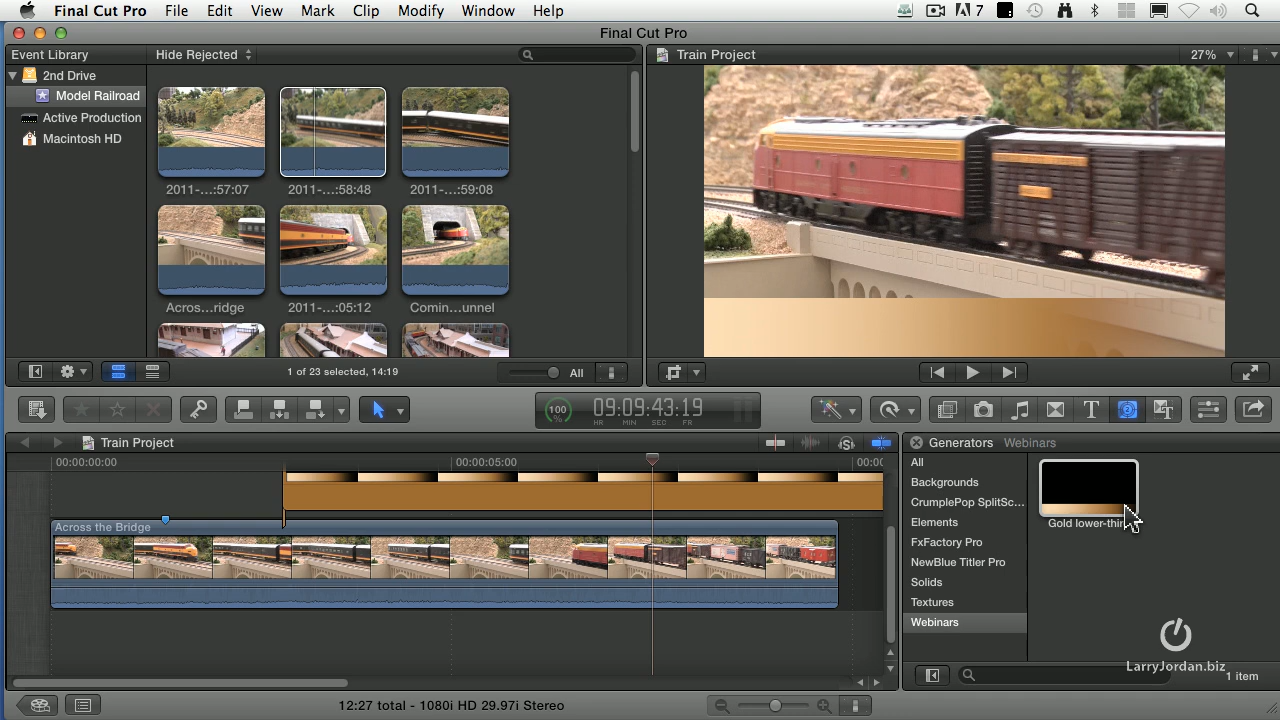 Final Cut Pro File Edit View Mark Clip Modify Window Help 7
Final Cut Pro
Event Library Hide Rejected
2nd Drive
Model Railroad
Active Production
Macintosh HD
2011-...:57:07 2011-...:58:48 2011-...:59:08
Acros...ridge 2011-...:05:12 Comin...unnel
1 of 23 selected, 14:19 All
Train Project 27%
100
%
09:09:43:19
HR MIN SEC FR
Train Project
00:00:00:00 00:00:05:00 00:00
Across the Bridge
Generators Webinars
All
Backgrounds
CrumplePop SplitSc...
Elements
FxFactory Pro
NewBlue Titler Pro
Solids
Textures
Webinars
Gold lower-thir
LarryJordan.biz
1 item
12:27 total - 1080i HD 29.97i Stereo